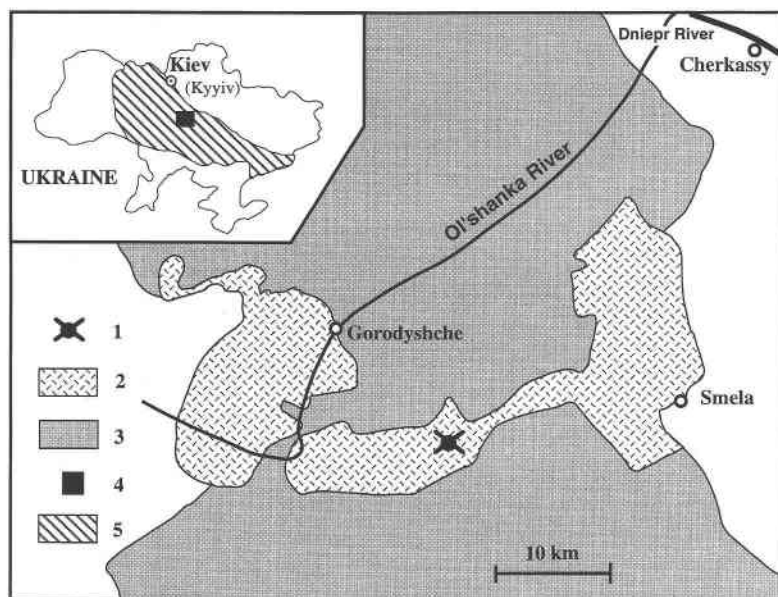 Kiev
(Kyyiv)
UKRAINE
Dniepr River
Cherkassy
Ol'shanka River
Gorodyshche
Smela
1
2
3
4
5
10 km